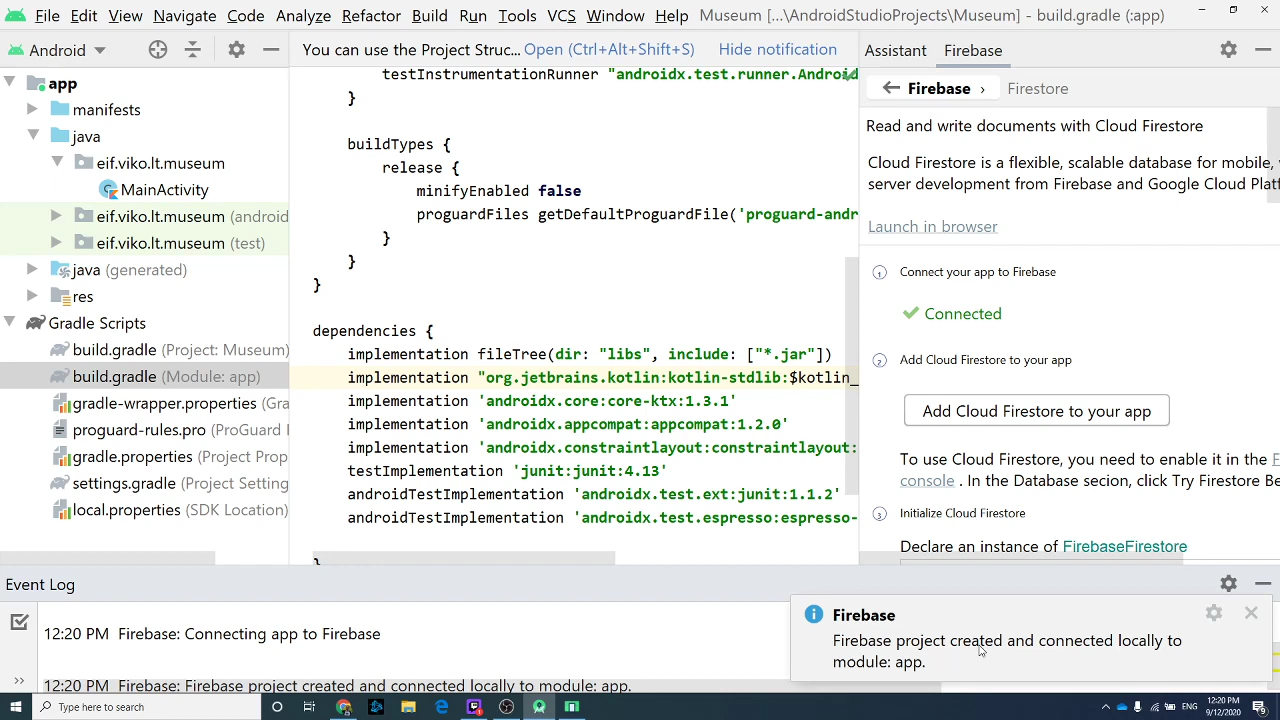 File Edit View Navigate Code Analyze Refactor Build Run Tools VCS Window Help Museum [...\AndroidStudioProjects\Museum] - build.gradle (:app)
Android
You can use the Project Struc... Open (Ctrl+Alt+Shift+S) Hide notification
Assistant Firebase
app
manifests
java
eif.viko.lt.museum
MainActivity
eif.viko.lt.museum (android
eif.viko.lt.museum (test)
java (generated)
res
Gradle Scripts
build.gradle (Project: Museum)
build.gradle (Module: app)
gradle-wrapper.properties (Gra
proguard-rules.pro (ProGuard
gradle.properties (Project Prop
settings.gradle (Project Setting
local.properties (SDK Location)
testInstrumentationRunner "androidx.test.runner.Android
}
buildTypes {
release {
minifyEnabled false
proguardFiles getDefaultProguardFile('proguard-andr
}
}
}
dependencies {
implementation fileTree(dir: "libs", include: ["*.jar"])
implementation "org.jetbrains.kotlin:kotlin-stdlib:$kotlin_
implementation 'androidx.core:core-ktx:1.3.1'
implementation 'androidx.appcompat:appcompat:1.2.0'
implementation 'androidx.constraintlayout:constraintlayout:
testImplementation 'junit:junit:4.13'
androidTestImplementation 'androidx.test.ext:junit:1.1.2'
androidTestImplementation 'androidx.test.espresso:espresso-
}
Firebase › Firestore
Read and write documents with Cloud Firestore
Cloud Firestore is a flexible, scalable database for mobile,
server development from Firebase and Google Cloud Platf
Launch in browser
1 Connect your app to Firebase
Connected
2 Add Cloud Firestore to your app
Add Cloud Firestore to your app
To use Cloud Firestore, you need to enable it in the F
console . In the Database secion, click Try Firestore Be
3 Initialize Cloud Firestore
Declare an instance of FirebaseFirestore
Event Log
12:20 PM Firebase: Connecting app to Firebase
12:20 PM Firebase: Firebase project created and connected locally to module: app.
Firebase
Firebase project created and connected locally to
module: app.
Type here to search
ENG
12:20 PM
9/12/2020